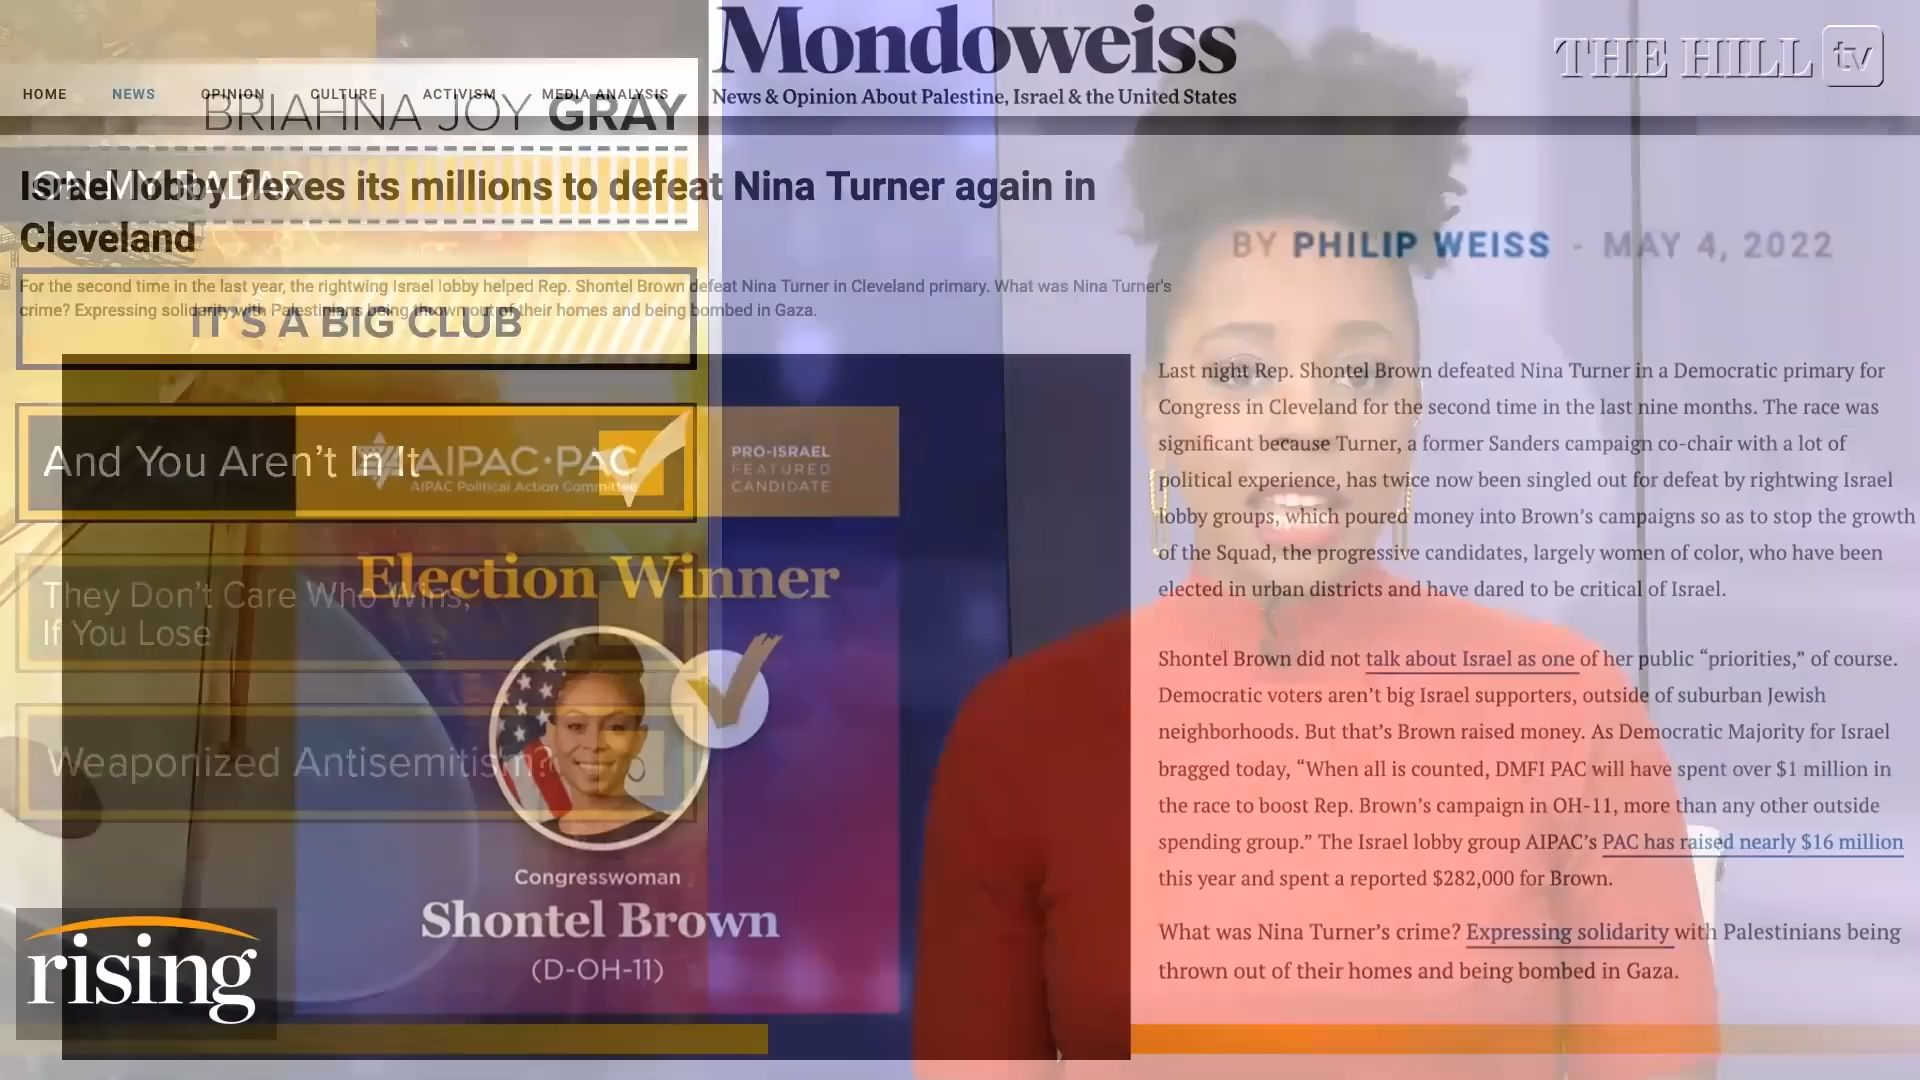 Mondoweiss
News & Opinion About Palestine, Israel & the United States
THE HILL tv
HOME NEWS OPINION CULTURE ACTIVISM MEDIA ANALYSIS
BRIAHNA JOY GRAY
ON MY RADAR
Israel lobby flexes its millions to defeat Nina Turner again in
Cleveland
BY PHILIP WEISS - MAY 4, 2022
For the second time in the last year, the rightwing Israel lobby helped Rep. Shontel Brown defeat Nina Turner in Cleveland primary. What was Nina Turner's
crime? Expressing solidarity with Palestinians being thrown out of their homes and being bombed in Gaza.
IT'S A BIG CLUB
And You Aren't In It
They Don't Care Who Wins,
If You Lose
Weaponized Antisemitism?
AIPAC·PAC
AIPAC Political Action Committee
PRO-ISRAEL
FEATURED
CANDIDATE
Election Winner
Congresswoman
Shontel Brown
(D-OH-11)
rising
Last night Rep. Shontel Brown defeated Nina Turner in a Democratic primary for
Congress in Cleveland for the second time in the last nine months. The race was
significant because Turner, a former Sanders campaign co-chair with a lot of
political experience, has twice now been singled out for defeat by rightwing Israel
lobby groups, which poured money into Brown's campaigns so as to stop the growth
of the Squad, the progressive candidates, largely women of color, who have been
elected in urban districts and have dared to be critical of Israel.
Shontel Brown did not talk about Israel as one of her public “priorities,” of course.
Democratic voters aren't big Israel supporters, outside of suburban Jewish
neighborhoods. But that's Brown raised money. As Democratic Majority for Israel
bragged today, “When all is counted, DMFI PAC will have spent over $1 million in
the race to boost Rep. Brown's campaign in OH-11, more than any other outside
spending group.” The Israel lobby group AIPAC's PAC has raised nearly $16 million
this year and spent a reported $282,000 for Brown.
What was Nina Turner's crime? Expressing solidarity with Palestinians being
thrown out of their homes and being bombed in Gaza.